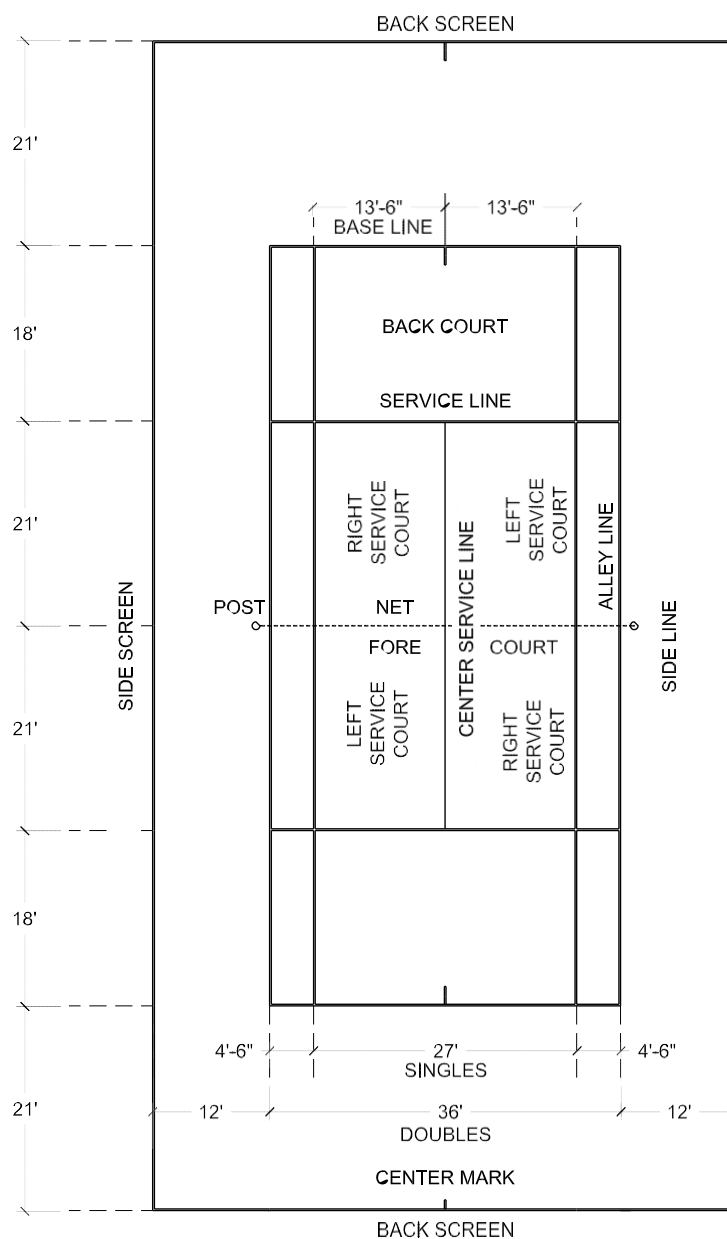 BACK SCREEN
21'
13'-6" 13'-6"
BASE LINE
18'
BACK COURT
SERVICE LINE
21'
RIGHT
SERVICE
COURT
LEFT
SERVICE
COURT
ALLEY LINE
CENTER SERVICE LINE
POST
NET
SIDE SCREEN
SIDE LINE
FORE COURT
21'
LEFT
SERVICE
COURT
RIGHT
SERVICE
COURT
18'
4'-6" 27' 4'-6"
SINGLES
21'
12' 36' 12'
DOUBLES
CENTER MARK
BACK SCREEN